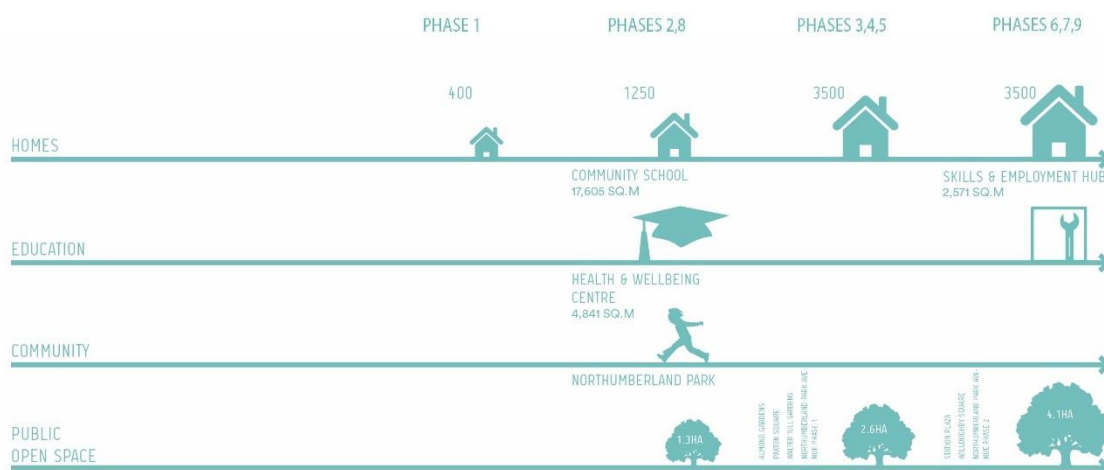 PHASE 1
PHASES 2,8
PHASES 3,4,5
PHASES 6,7,9
400
1250
3500
3500
HOMES
COMMUNITY SCHOOL
17,605 SQ.M
SKILLS & EMPLOYMENT HUB
2,571 SQ.M
EDUCATION
HEALTH & WELLBEING
CENTRE
4,841 SQ.M
COMMUNITY
NORTHUMBERLAND PARK
PUBLIC
OPEN SPACE
1.3HA
ALMOND GARDENS
PAXTON SQUARE
WALTER TULL GARDENS
NORTHUMBERLAND PARK AVE
NUE PHASE 1
2.6HA
STATION PLAZA
WILLOUGHBY SQUARE
NORTHUMBERLAND PARK AVE-
NUE PHASE 2
4.1HA